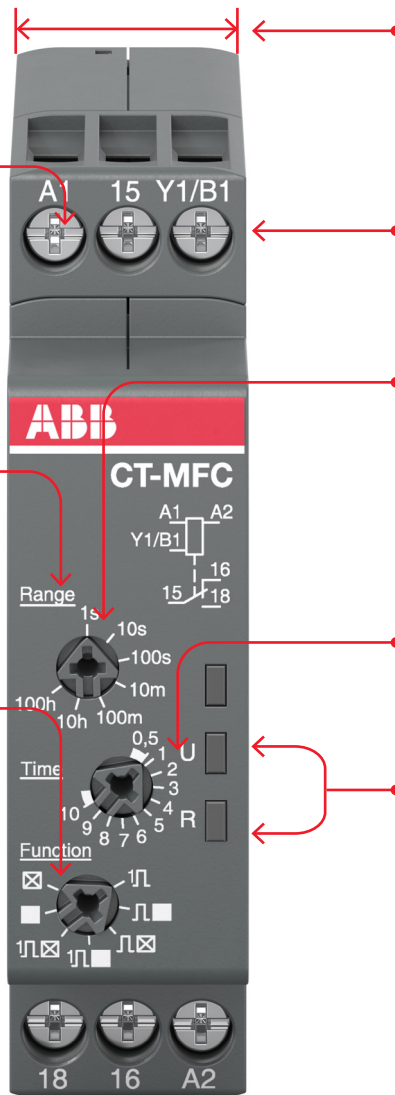 A1 15 Y1/B1
ABB
CT-MFC
A1 A2
Y1/B1
16
15 18
Range
1s
10s
100s
10m
100m
10h
100h
Time
0,5
1
2
3
4
5
6
7
8
9
10
U
R
Function
1
1
18 16 A2